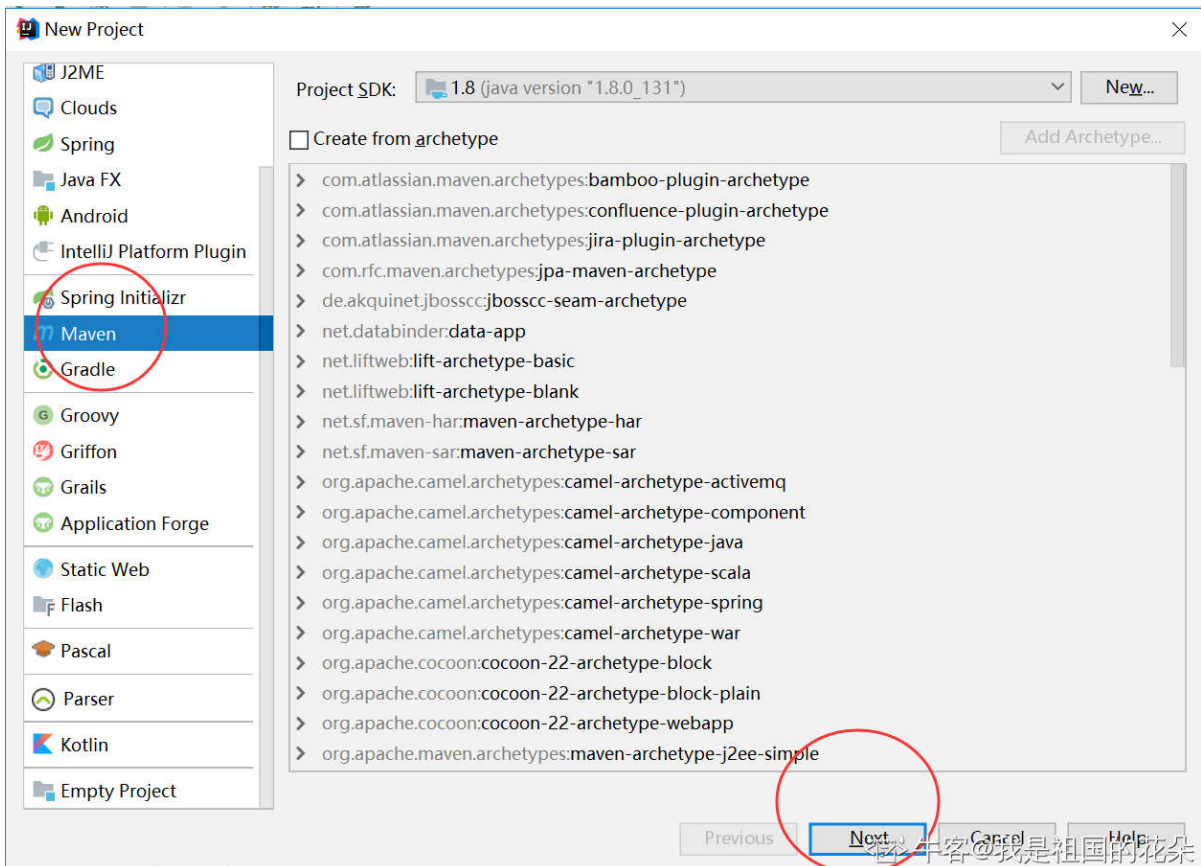 New Project
J2ME
Clouds
Spring
Java FX
Android
IntelliJ Platform Plugin
Spring Initializr
Maven
Gradle
Groovy
Griffon
Grails
Application Forge
Static Web
Flash
Pascal
Parser
Kotlin
Empty Project
Project SDK: 1.8 (java version "1.8.0_131") New...
Create from archetype Add Archetype...
com.atlassian.maven.archetypes:bamboo-plugin-archetype
com.atlassian.maven.archetypes:confluence-plugin-archetype
com.atlassian.maven.archetypes:jira-plugin-archetype
com.rfc.maven.archetypes:jpa-maven-archetype
de.akquinet.jbosscc:jbosscc-seam-archetype
net.databinder:data-app
net.liftweb:lift-archetype-basic
net.liftweb:lift-archetype-blank
net.sf.maven-har:maven-archetype-har
net.sf.maven-sar:maven-archetype-sar
org.apache.camel.archetypes:camel-archetype-activemq
org.apache.camel.archetypes:camel-archetype-component
org.apache.camel.archetypes:camel-archetype-java
org.apache.camel.archetypes:camel-archetype-scala
org.apache.camel.archetypes:camel-archetype-spring
org.apache.camel.archetypes:camel-archetype-war
org.apache.cocoon:cocoon-22-archetype-block
org.apache.cocoon:cocoon-22-archetype-block-plain
org.apache.cocoon:cocoon-22-archetype-webapp
org.apache.maven.archetypes:maven-archetype-j2ee-simple
Previous Next Cancel Help
牛客@我是祖国的花朵